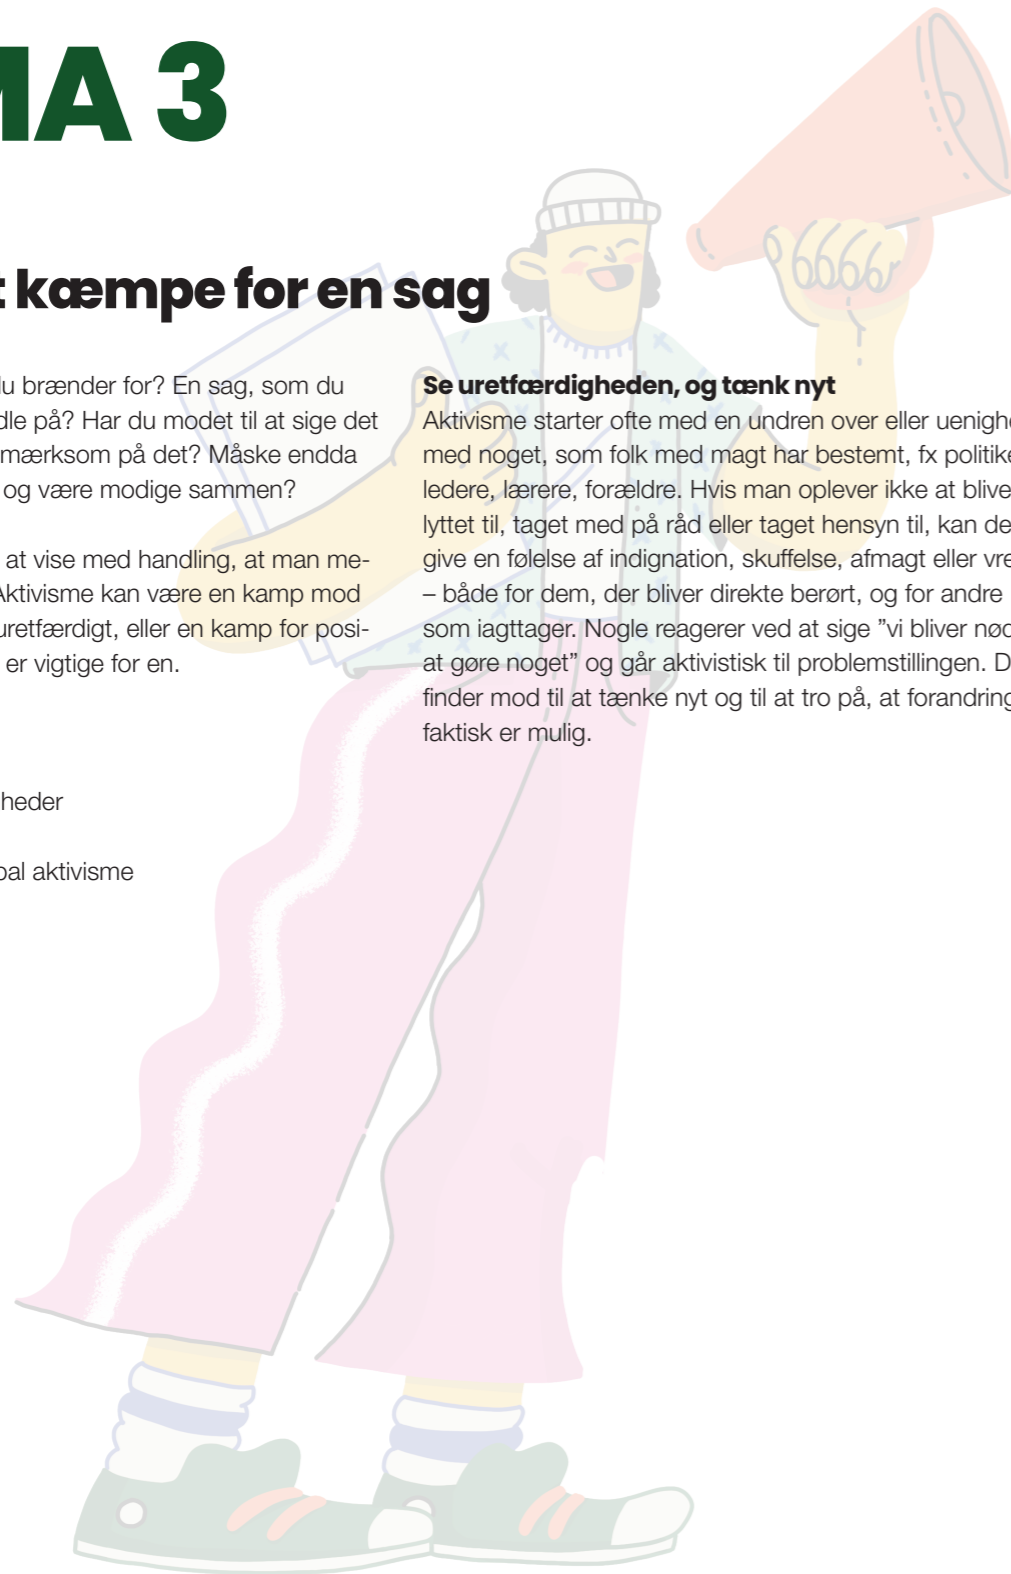 MA 3
t kæmpe for en sag
du brænder for? En sag, som du
dle på? Har du modet til at sige det
mærksom på det? Måske endda
og være modige sammen?
at vise med handling, at man me-
Aktivisme kan være en kamp mod
uretfærdigt, eller en kamp for posi-
er vigtige for en.
heder
bal aktivisme
Se uretfærdigheden, og tænk nyt
Aktivisme starter ofte med en undren over eller uenighe
med noget, som folk med magt har bestemt, fx politike
ledere, lærere, forældre. Hvis man oplever ikke at blive
lyttet til, taget med på råd eller taget hensyn til, kan de
give en følelse af indignation, skuffelse, afmagt eller vre
– både for dem, der bliver direkte berørt, og for andre
som iagttager. Nogle reagerer ved at sige ”vi bliver nød
at gøre noget” og går aktivistisk til problemstillingen. D
finder mod til at tænke nyt og til at tro på, at forandring
faktisk er mulig.